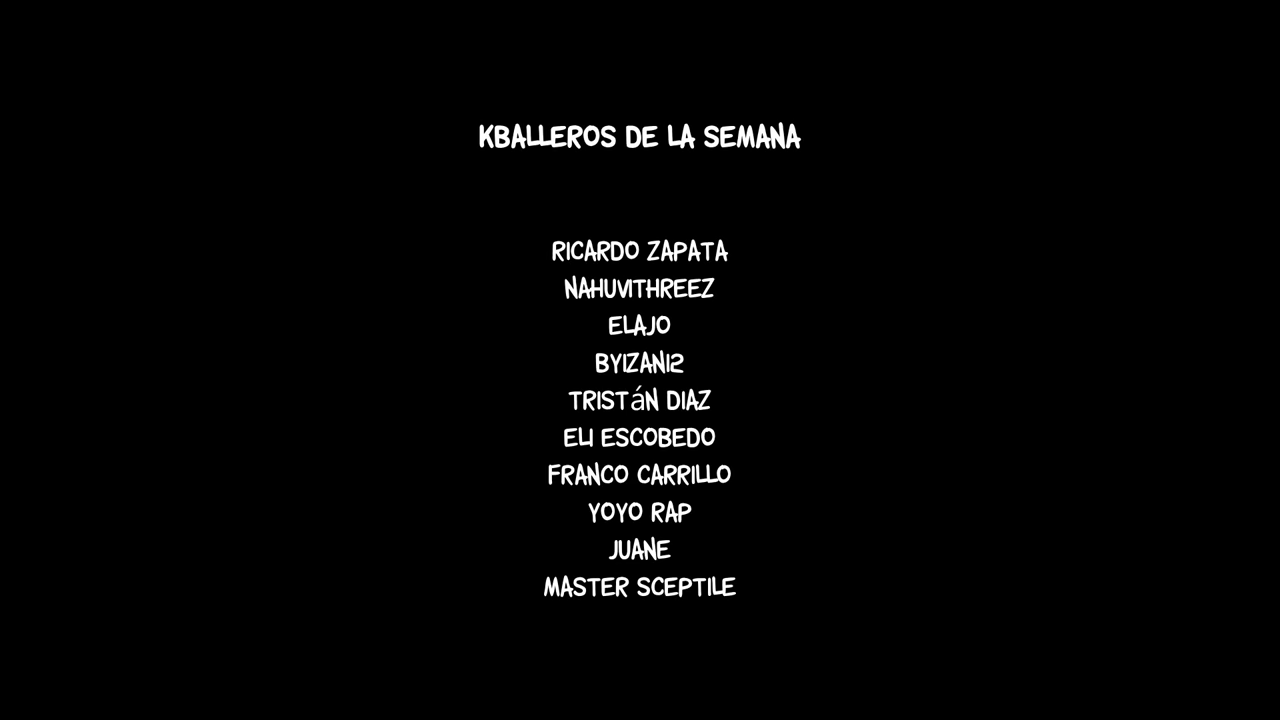 KBALLEROS DE LA SEMANA
RICARDO ZAPATA
NAHUVITHREEZ
ELAJO
BYIZANI2
TRISTáN DIAZ
ELI ESCOBEDO
FRANCO CARRILLO
YOYO RAP
JUANE
MASTER SCEPTILE